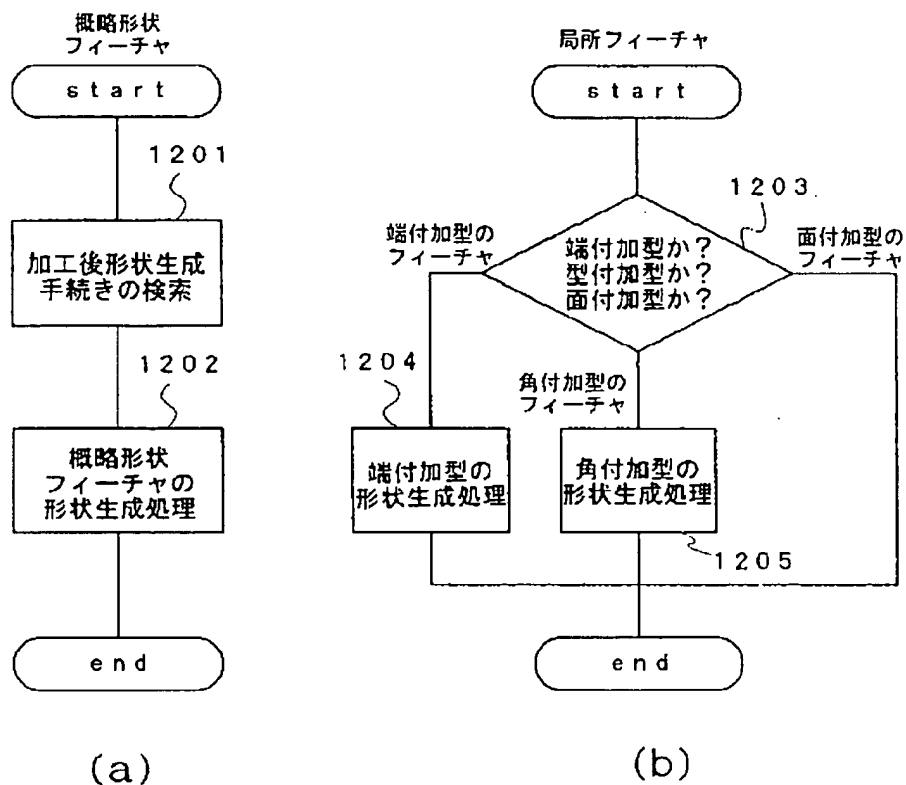 概略形状
フィーチャ
start
1201
加工後形状生成
手続きの検索
1202
概略形状
フィーチャの
形状生成処理
end
(a)
局所フィーチャ
start
1203
端付加型か?
型付加型か?
面付加型か?
端付加型の
フィーチャ
面付加型の
フィーチャ
1204
角付加型の
フィーチャ
端付加型の
形状生成処理
角付加型の
形状生成処理
1205
end
(b)